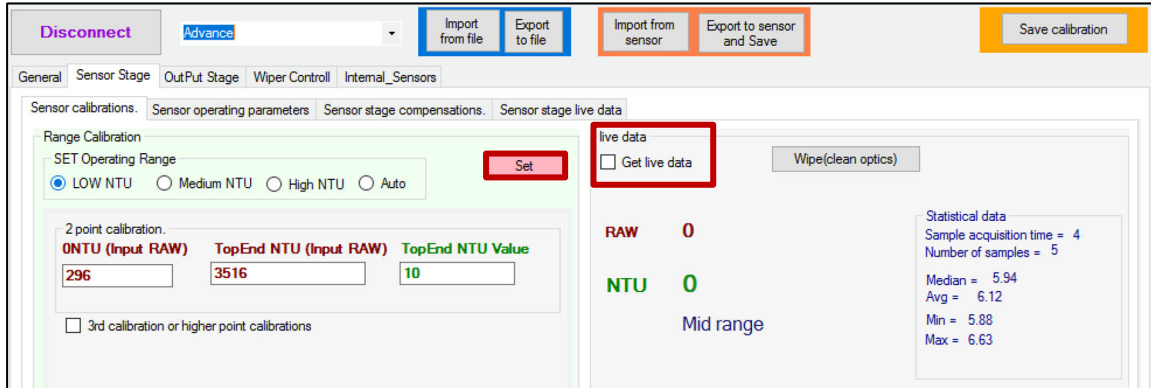 Disconnect
Advance
Import from file
Export to file
Import from sensor
Export to sensor and Save
Save calibration
General Sensor Stage OutPut Stage Wiper Controll Internal_Sensors
Sensor calibrations. Sensor operating parameters Sensor stage compensations. Sensor stage live data
Range Calibration
SET Operating Range
LOW NTU Medium NTU High NTU Auto
Set
2 point calibration.
0NTU (Input RAW) TopEnd NTU (Input RAW) TopEnd NTU Value
296 3516 10
3rd calibration or higher point calibrations
live data
Get live data
Wipe(clean optics)
RAW 0
NTU 0
Mid range
Statistical data
Sample acquisition time = 4
Number of samples = 5
Median = 5.94
Avg = 6.12
Min = 5.88
Max = 6.63